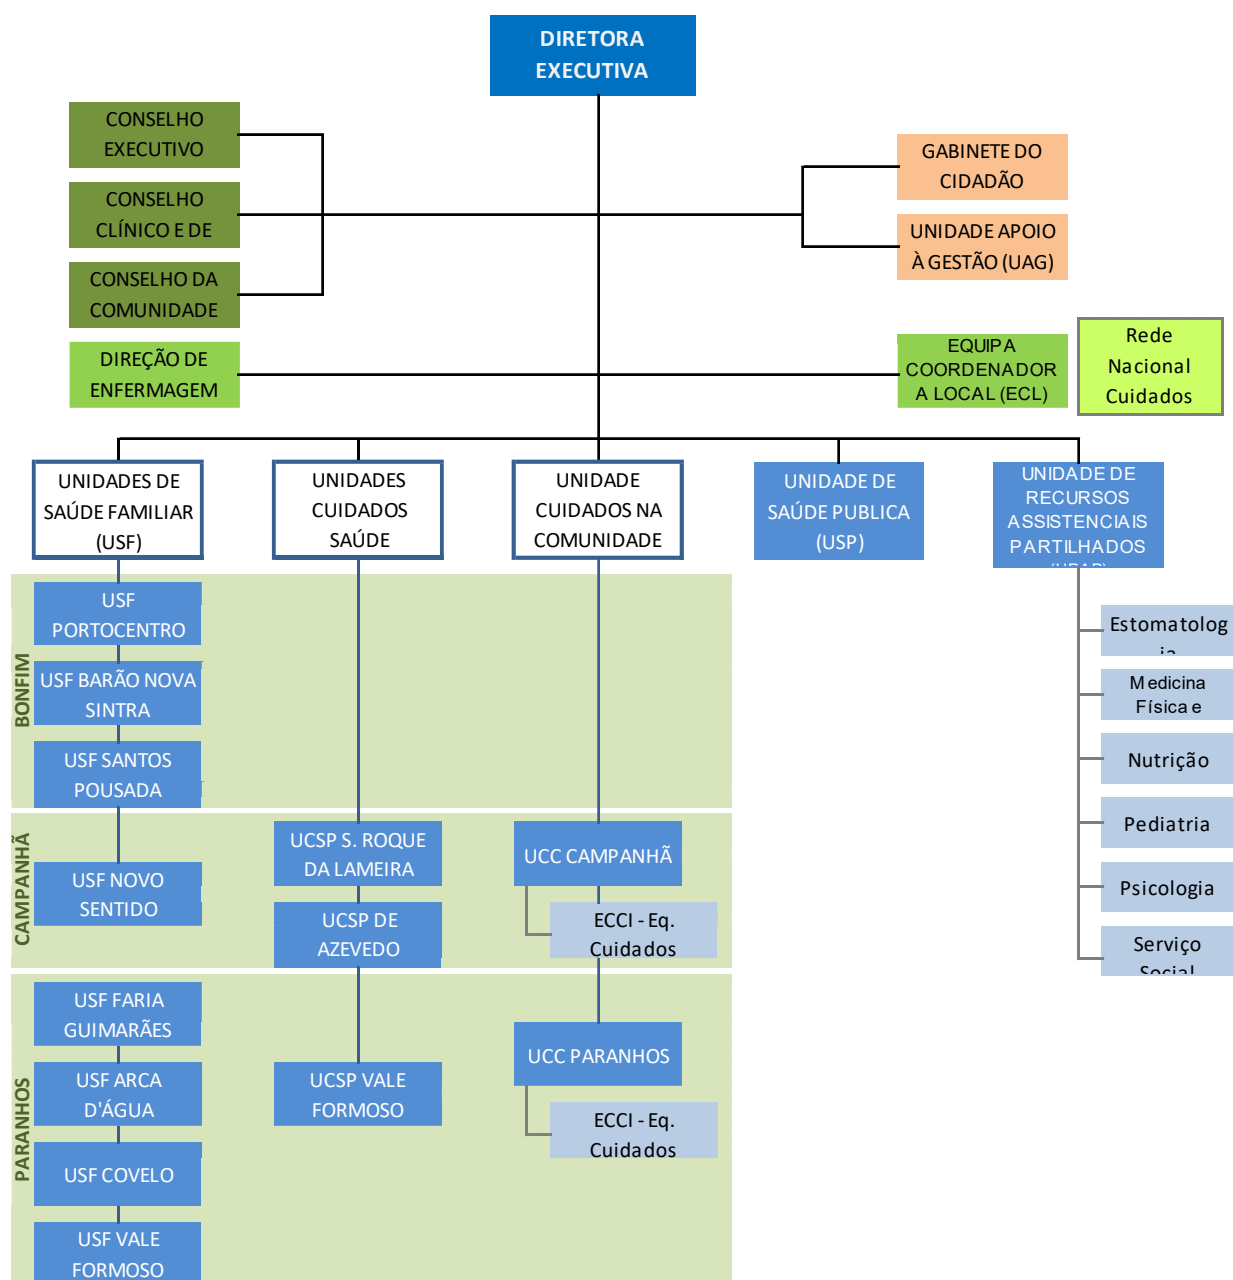 DIRETORA
EXECUTIVA
CONSELHO
EXECUTIVO
CONSELHO
CLÍNICO E DE
CONSELHO DA
COMUNIDADE
DIREÇÃO DE
ENFERMAGEM
GABINETE DO
CIDADÃO
UNIDADE APOIO
À GESTÃO (UAG)
EQUIPA
COORDENADOR
A LOCAL (ECL)
Rede
Nacional
Cuidados
UNIDADES DE
SAÚDE FAMILIAR
(USF)
UNIDADES
CUIDADOS
SAÚDE
UNIDADE
CUIDADOS NA
COMUNIDADE
UNIDADE DE
SAÚDE PUBLICA
(USP)
UNIDADE DE
RECURSOS
ASSISTENCIAIS
PARTILHADOS
BONFIM
USF
PORTOCENTRO
USF BARÃO NOVA
SINTRA
USF SANTOS
POUSADA
CAMPANHÃ
USF NOVO
SENTIDO
UCSP S. ROQUE
DA LAMEIRA
UCSP DE
AZEVEDO
UCC CAMPANHÃ
ECCI - Eq.
Cuidados
PARANHOS
USF FARIA
GUIMARÃES
USF ARCA
D'ÁGUA
USF COVELO
USF VALE
FORMOSO
UCSP VALE
FORMOSO
UCC PARANHOS
ECCI - Eq.
Cuidados
Estomatolog
ia
Medicina
Física e
Nutrição
Pediatria
Psicologia
Serviço
Social